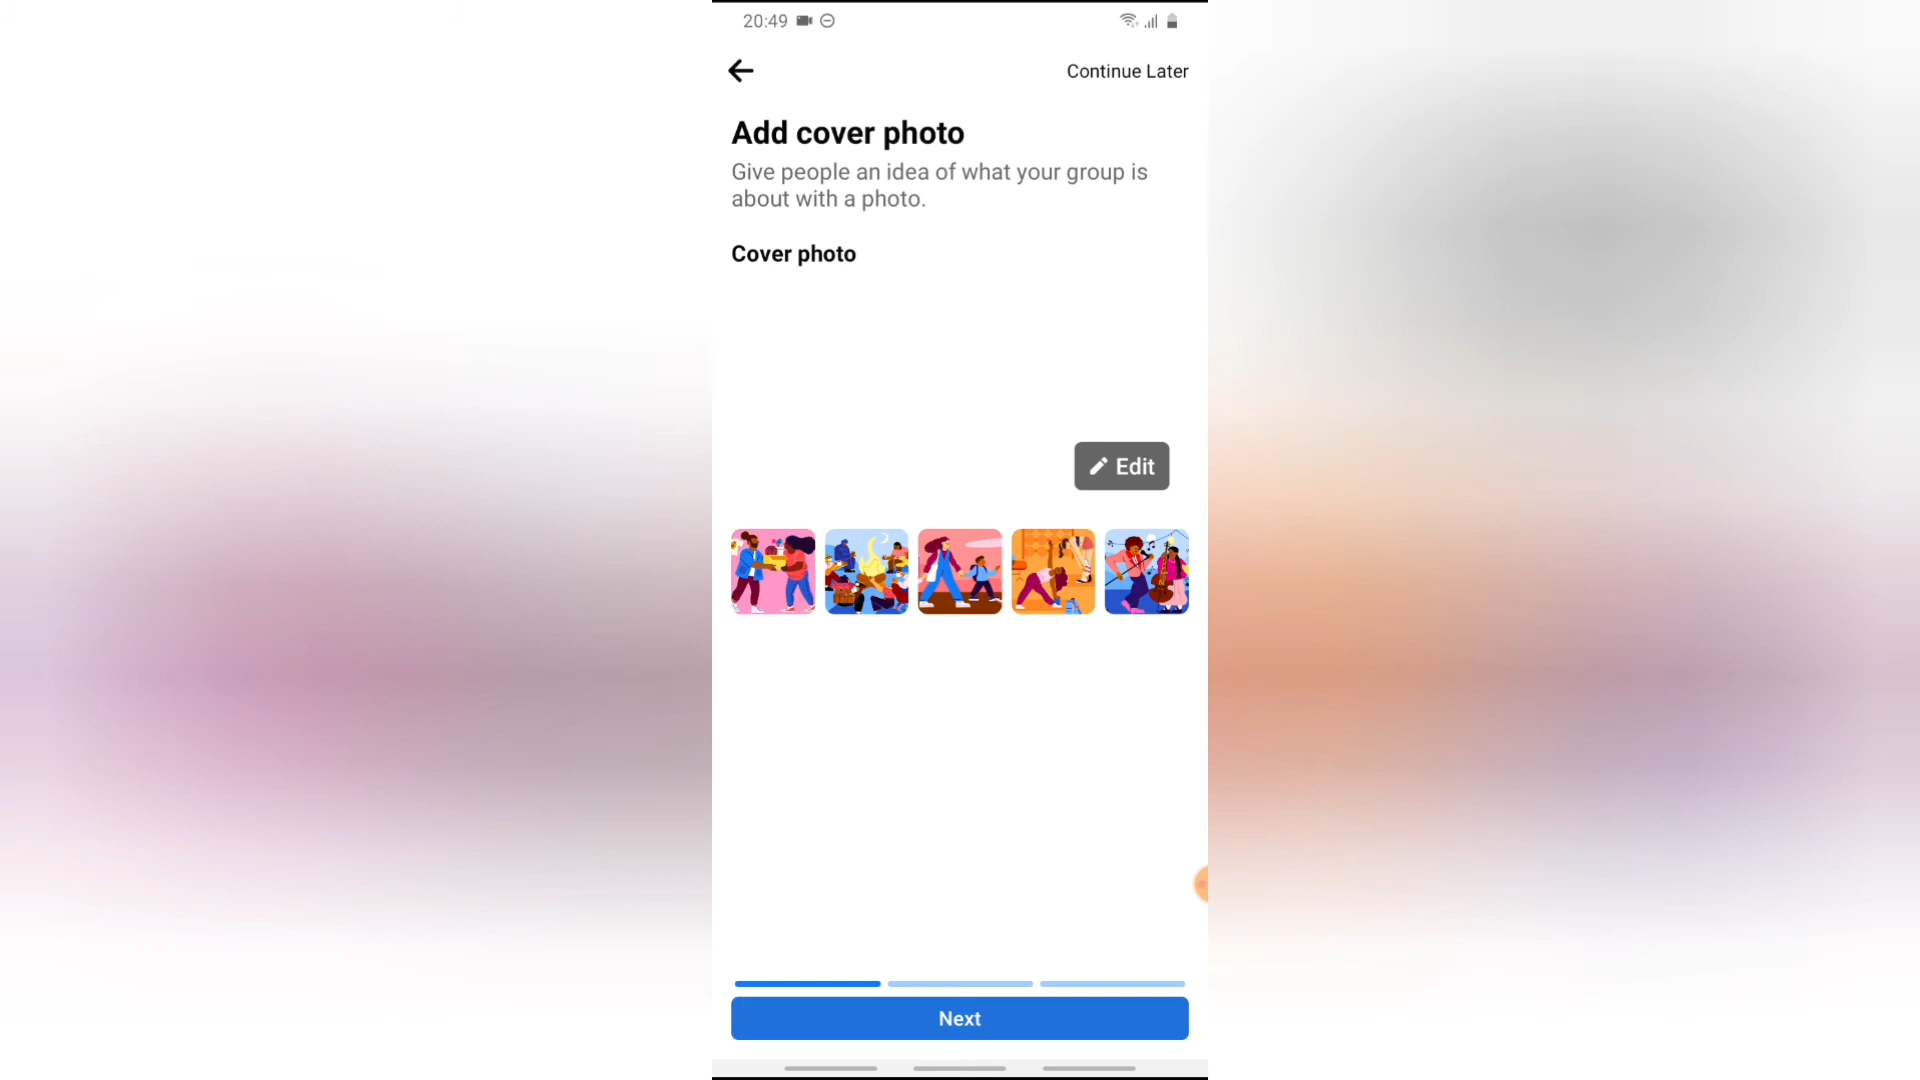 20:49
Continue Later
Add cover photo
Give people an idea of what your group is
about with a photo.
Cover photo
Edit
Next